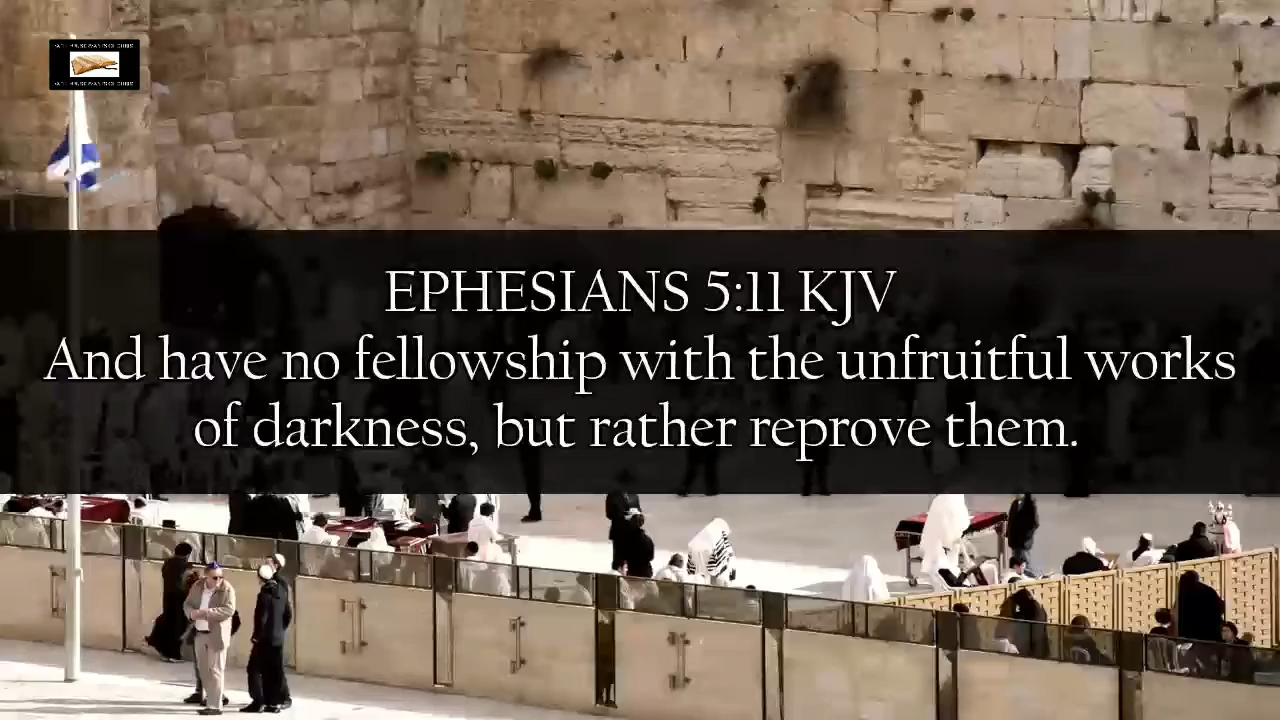 EPHESIANS 5:11 KJV
And have no fellowship with the unfruitful works
of darkness, but rather reprove them.